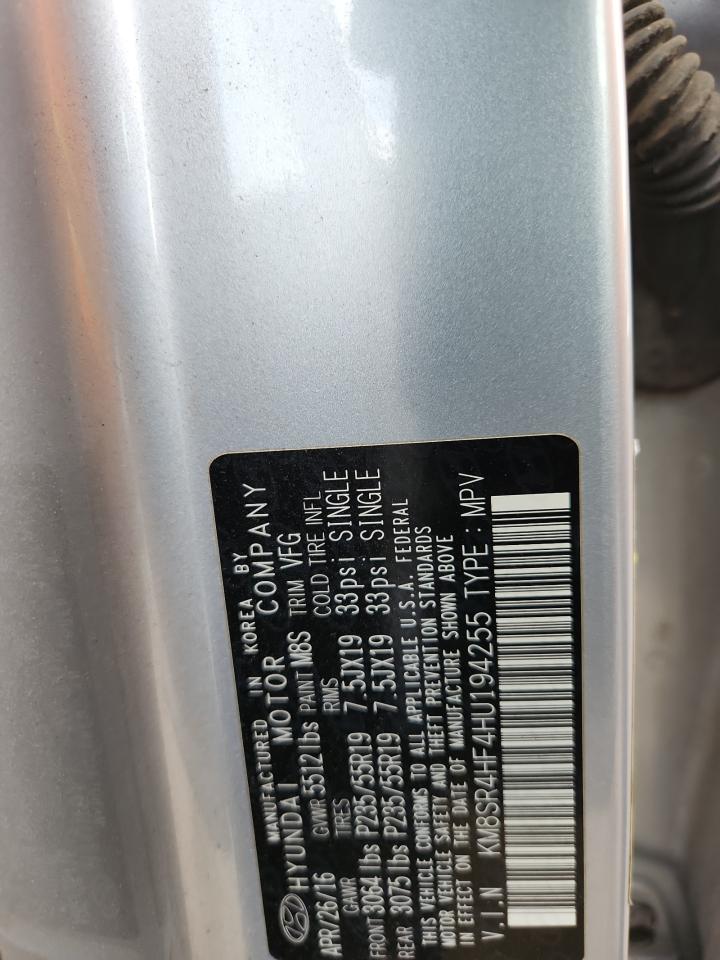 MANUFACTURED IN KOREA BY
HYUNDAI MOTOR COMPANY
APR/26/16 GVWR 5512 lbs PAINT M8S TRIM VFG
GAWR TIRES RIMS COLD TIRE INFL
FRONT 3064 lbs P235/55R19 7.5JX19 33psi SINGLE
REAR 3075 lbs P235/55R19 7.5JX19 33psi SINGLE
THIS VEHICLE CONFORMS TO ALL APPLICABLE U.S.A. FEDERAL
MOTOR VEHICLE SAFETY AND THEFT PREVENTION STANDARDS
IN EFFECT ON THE DATE OF MANUFACTURE SHOWN ABOVE
V.I.N KM8SR4HF4HU194255 TYPE : MPV